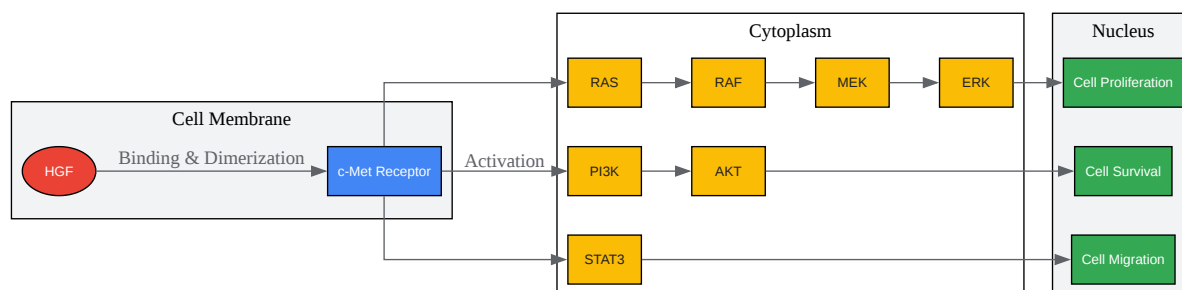 Cytoplasm
Nucleus
RAS
RAF
MEK
ERK
Cell Proliferation
Cell Membrane
HGF
Binding & Dimerization
c-Met Receptor
Activation
PI3K
AKT
Cell Survival
STAT3
Cell Migration